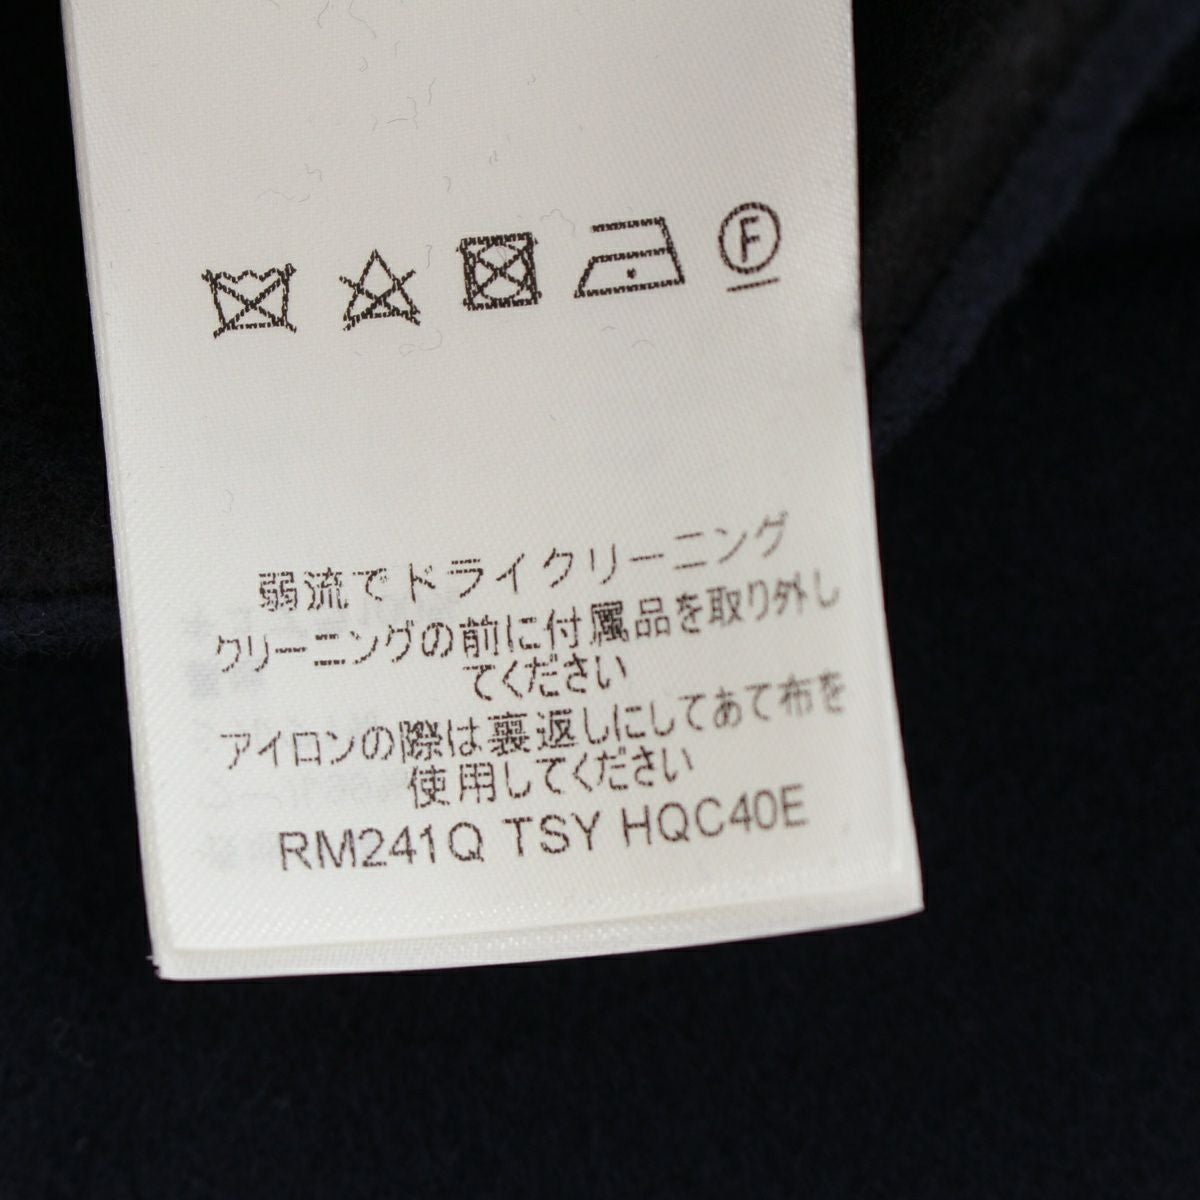 F
弱流でドライクリーニング
クリーニングの前に付属品を取り外し
てください
アイロンの際は裏返しにしてあて布を
使用してください
RM241Q TSY HQC40E